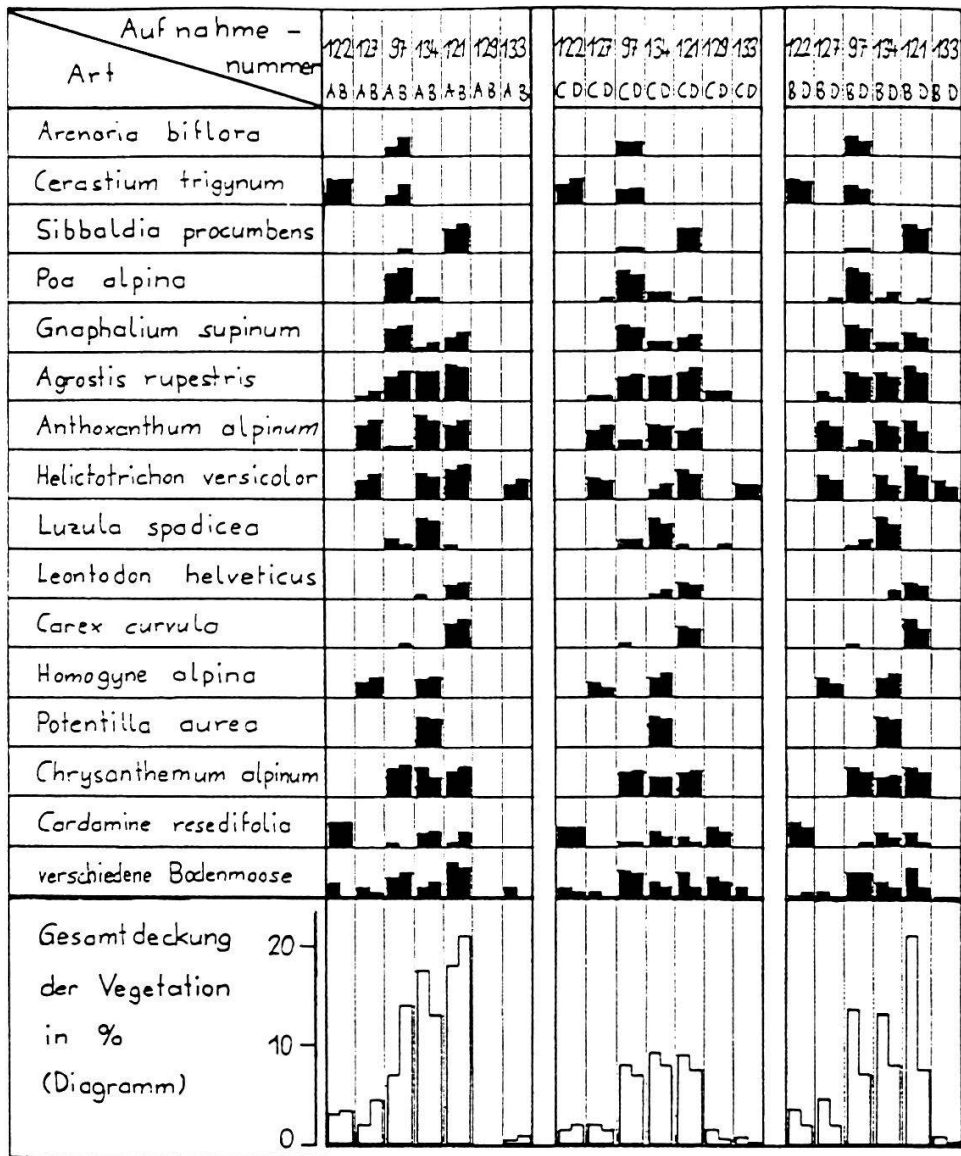 Aufnahme-
nummer
Art
122 127 97 134 121 129 133
A B A B A B A B A B A B A B
122 127 97 134 121 129 133
C D C D C D C D C D C D C D
122 127 97 134 121 133
B D B D B D B D B D B D
Arenaria biflora
Cerastium trigynum
Sibbaldia procumbens
Poa alpina
Gnaphalium supinum
Agrostis rupestris
Anthoxanthum alpinum
Helictotrichon versicolor
Luzula spadicea
Leontodon helveticus
Carex curvula
Homogyne alpina
Potentilla aurea
Chrysanthemum alpinum
Cardamine resedifolia
verschiedene Bodenmoose
Gesamtdeckung
der Vegetation
in %
(Diagramm)
20
10
0